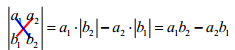 |a₁ a₂| = a₁ ⋅ |b₂| − a₂ ⋅ |b₁| = a₁b₂ − a₂b₁
|b₁ b₂|